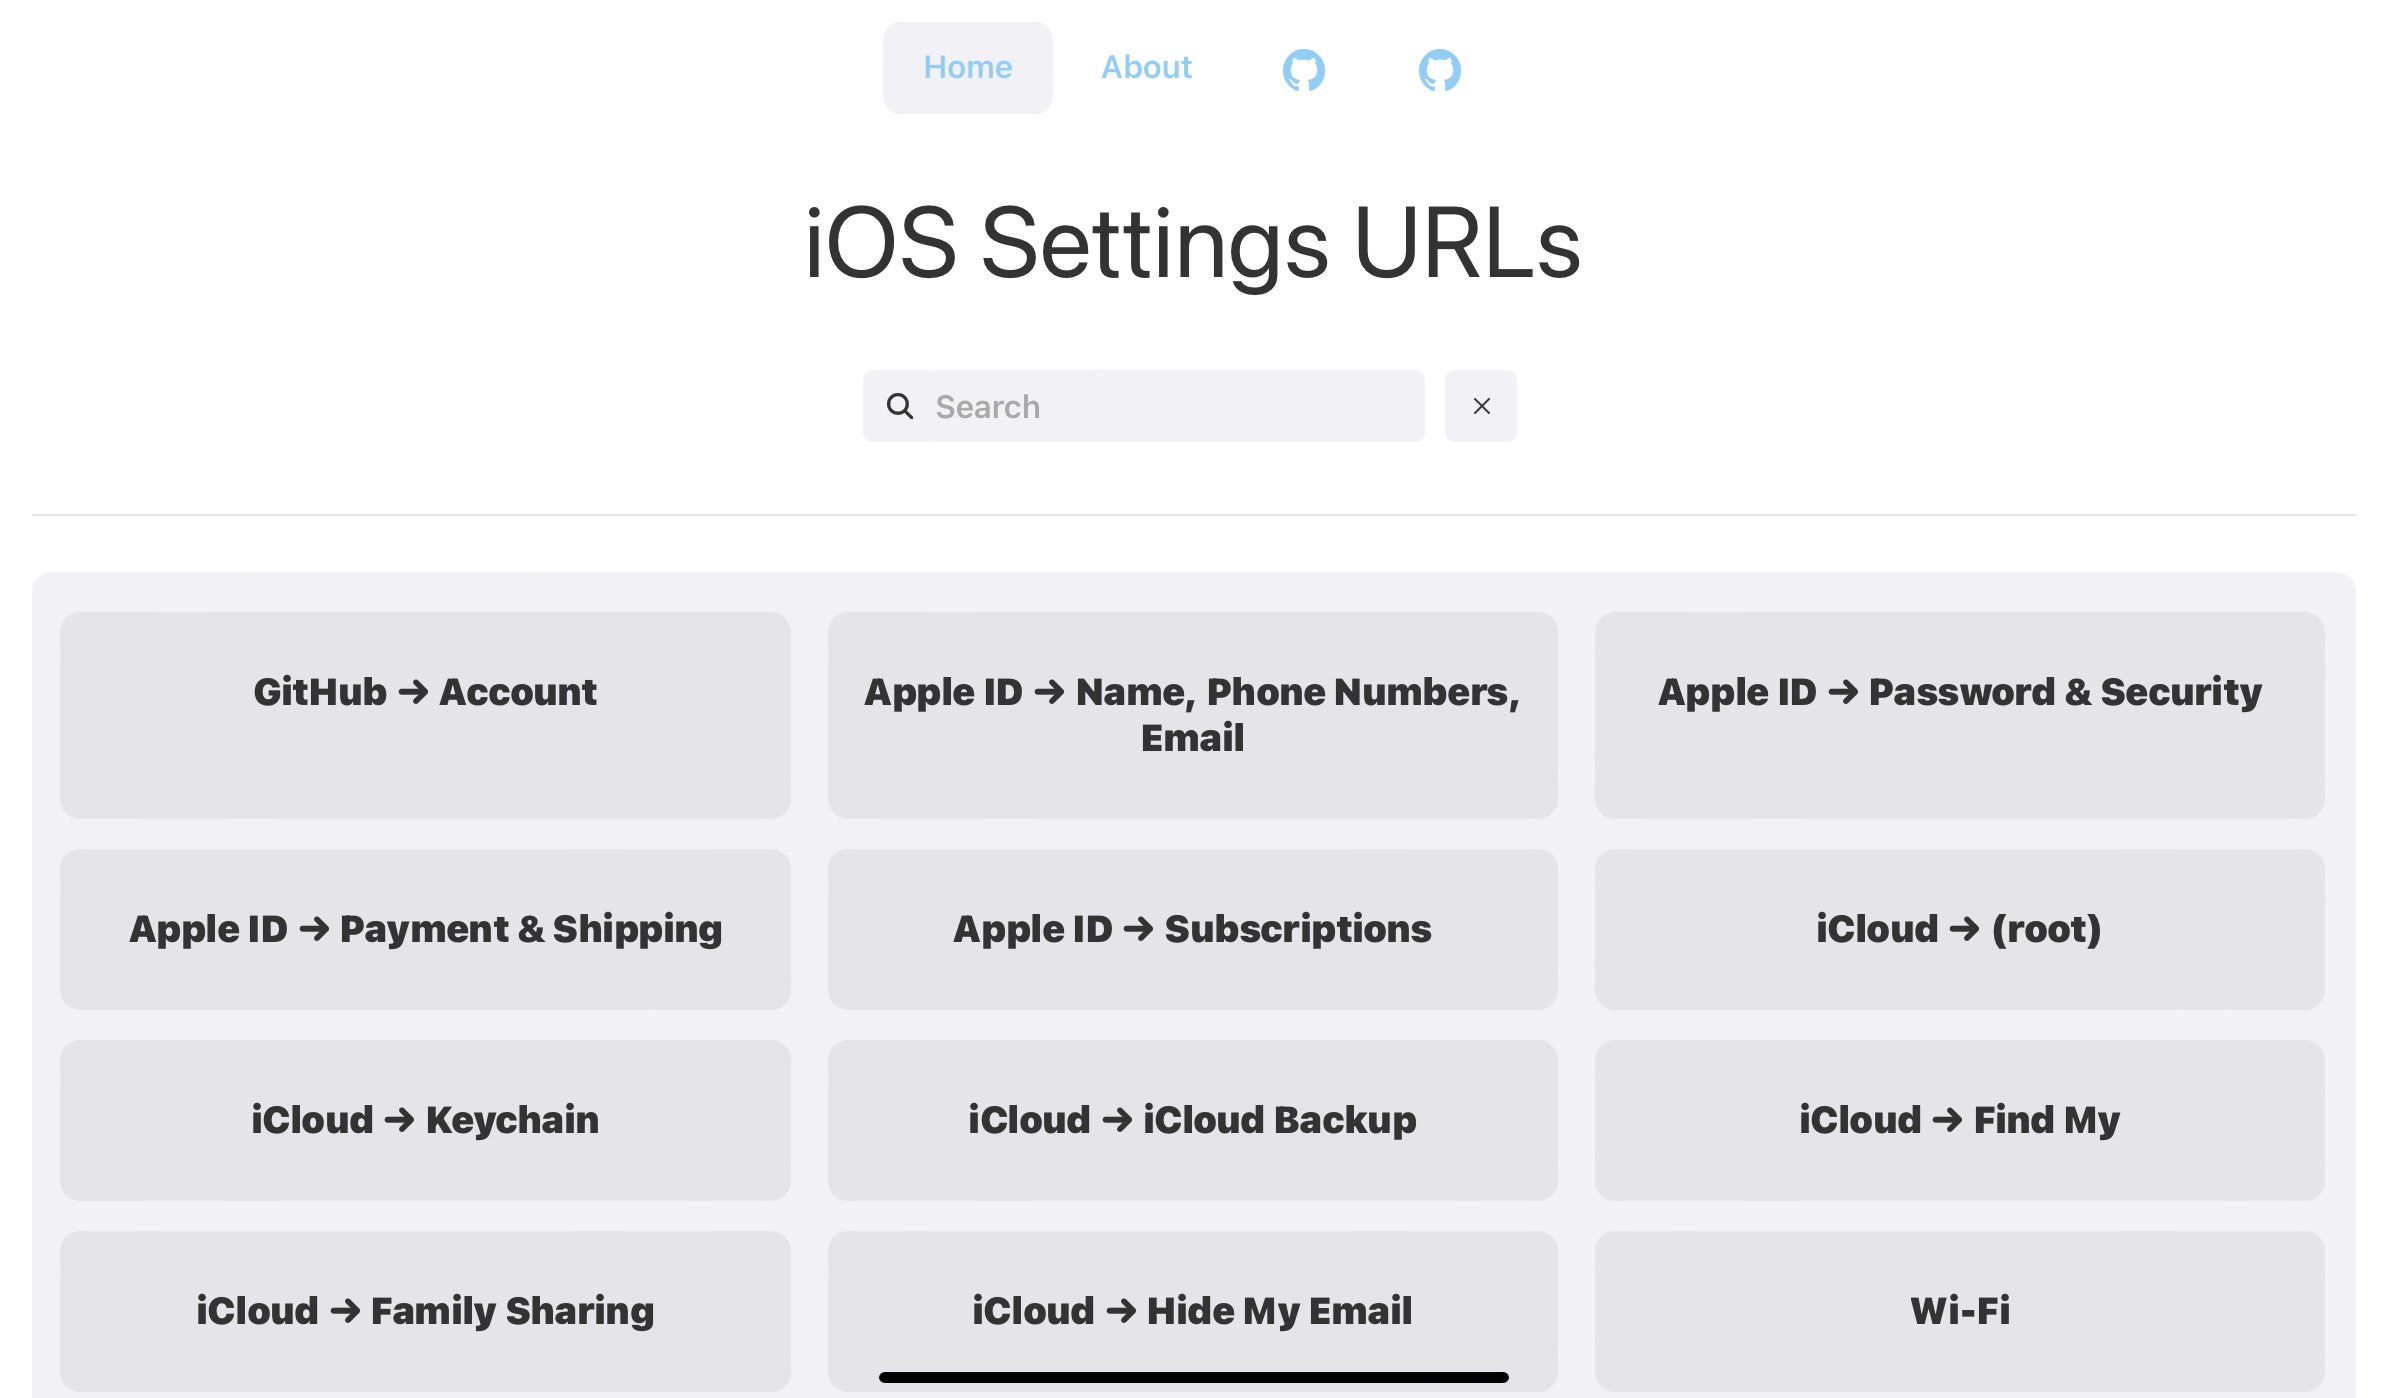 Home About
iOS Settings URLs
Search
GitHub → Account
Apple ID → Name, Phone Numbers,
Email
Apple ID → Password & Security
Apple ID → Payment & Shipping
Apple ID → Subscriptions
iCloud → (root)
iCloud → Keychain
iCloud → iCloud Backup
iCloud → Find My
iCloud → Family Sharing
iCloud → Hide My Email
Wi-Fi